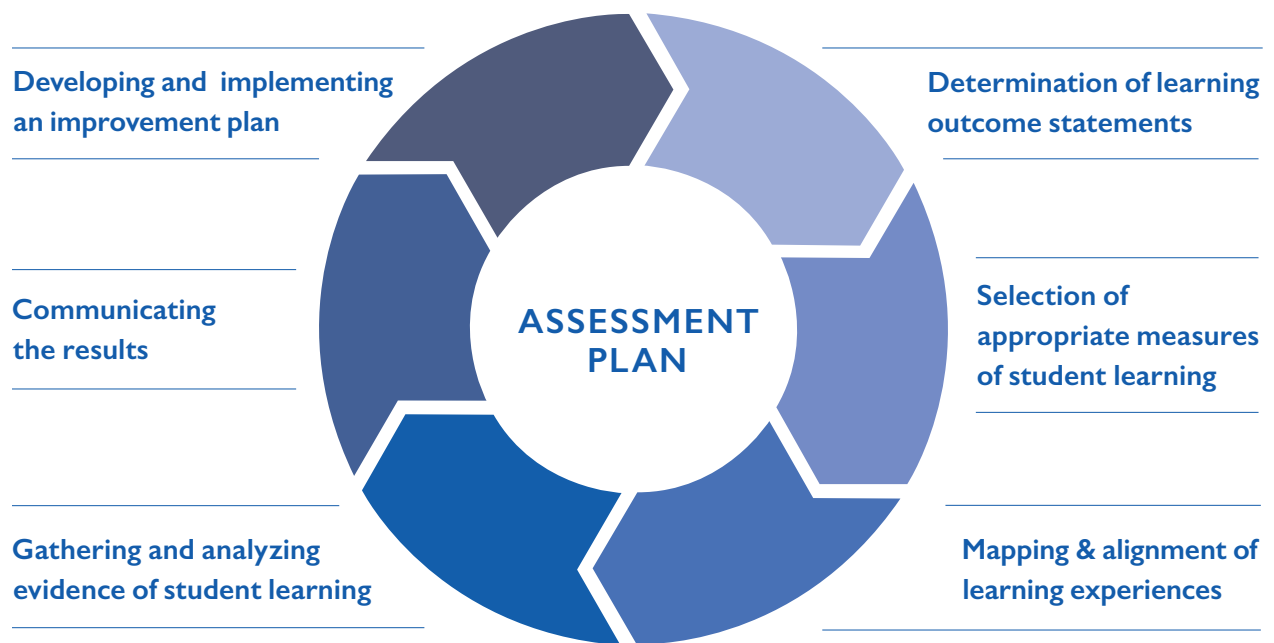 Developing and implementing
an improvement plan
Determination of learning
outcome statements
Communicating
the results
ASSESSMENT
PLAN
Selection of
appropriate measures
of student learning
Gathering and analyzing
evidence of student learning
Mapping & alignment of
learning experiences